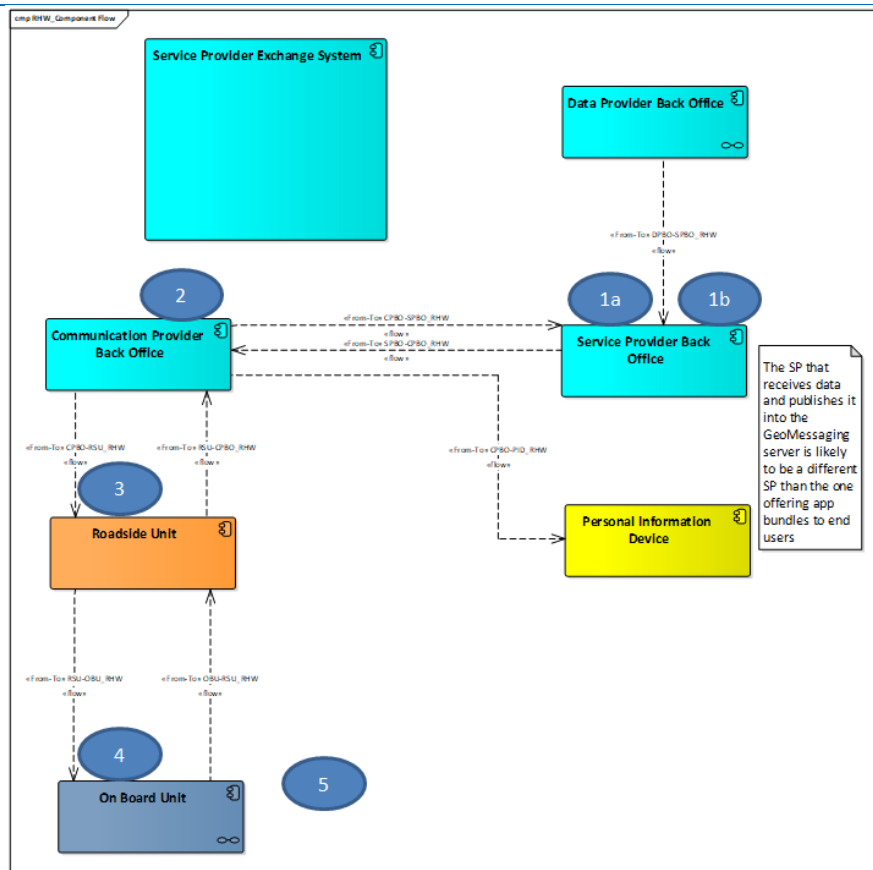 cmp RHW_Component Flow
Service Provider Exchange System
Data Provider Back Office
«From-To» DPBO-SPBO_RHW
«flow»
2
1a
1b
Communication Provider
Back Office
«From-To» CPBO-SPBO_RHW
«flow»
«From-To» SPBO-CPBO_RHW
«flow»
Service Provider Back
Office
The SP that
receives data
and publishes it
into the
GeoMessaging
server is likely
to be a different
SP than the one
offering app
bundles to end
users
«From-To» CPBO-RSU_RHW
«flow»
«From-To» RSU-CPBO_RHW
«flow»
«From-To» CPBO-PID_RHW
«flow»
3
Roadside Unit
Personal Information
Device
«From-To» RSU-OBU_RHW
«flow»
«From-To» OBU-RSU_RHW
«flow»
4
5
On Board Unit